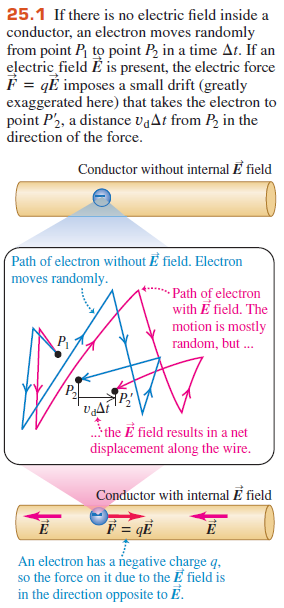 25.1 If there is no electric field inside a
conductor, an electron moves randomly
from point P₁ to point P₂ in a time Δt. If an
electric field E⃗ is present, the electric force
F⃗ = qE⃗ imposes a small drift (greatly
exaggerated here) that takes the electron to
point P′₂, a distance v_dΔt from P₂ in the
direction of the force.
Conductor without internal E⃗ field
−
Path of electron without E⃗ field. Electron
moves randomly.
Path of electron
with E⃗ field. The
motion is mostly
random, but ...
P₁
P₂
P₂′
v_dΔt
... the E⃗ field results in a net
displacement along the wire.
Conductor with internal E⃗ field
−
E⃗
F⃗ = qE⃗
E⃗
An electron has a negative charge q,
so the force on it due to the E⃗ field is
in the direction opposite to E⃗.